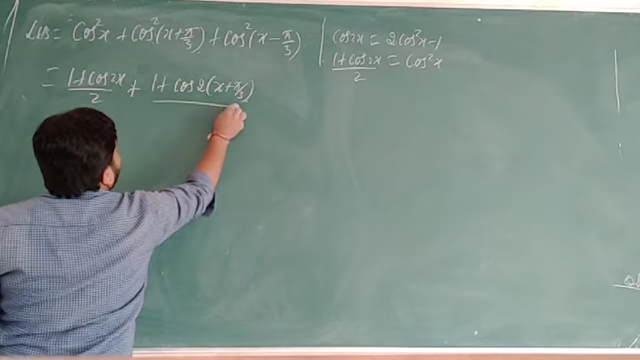 LHS = Cos²x + Cos²(x+π/3) + Cos²(x-π/3)
= 1+Cos2x/2 + 1+Cos2(x+π/3)
Cos2x = 2Cos²x-1
1+Cos2x/2 = Cos²x